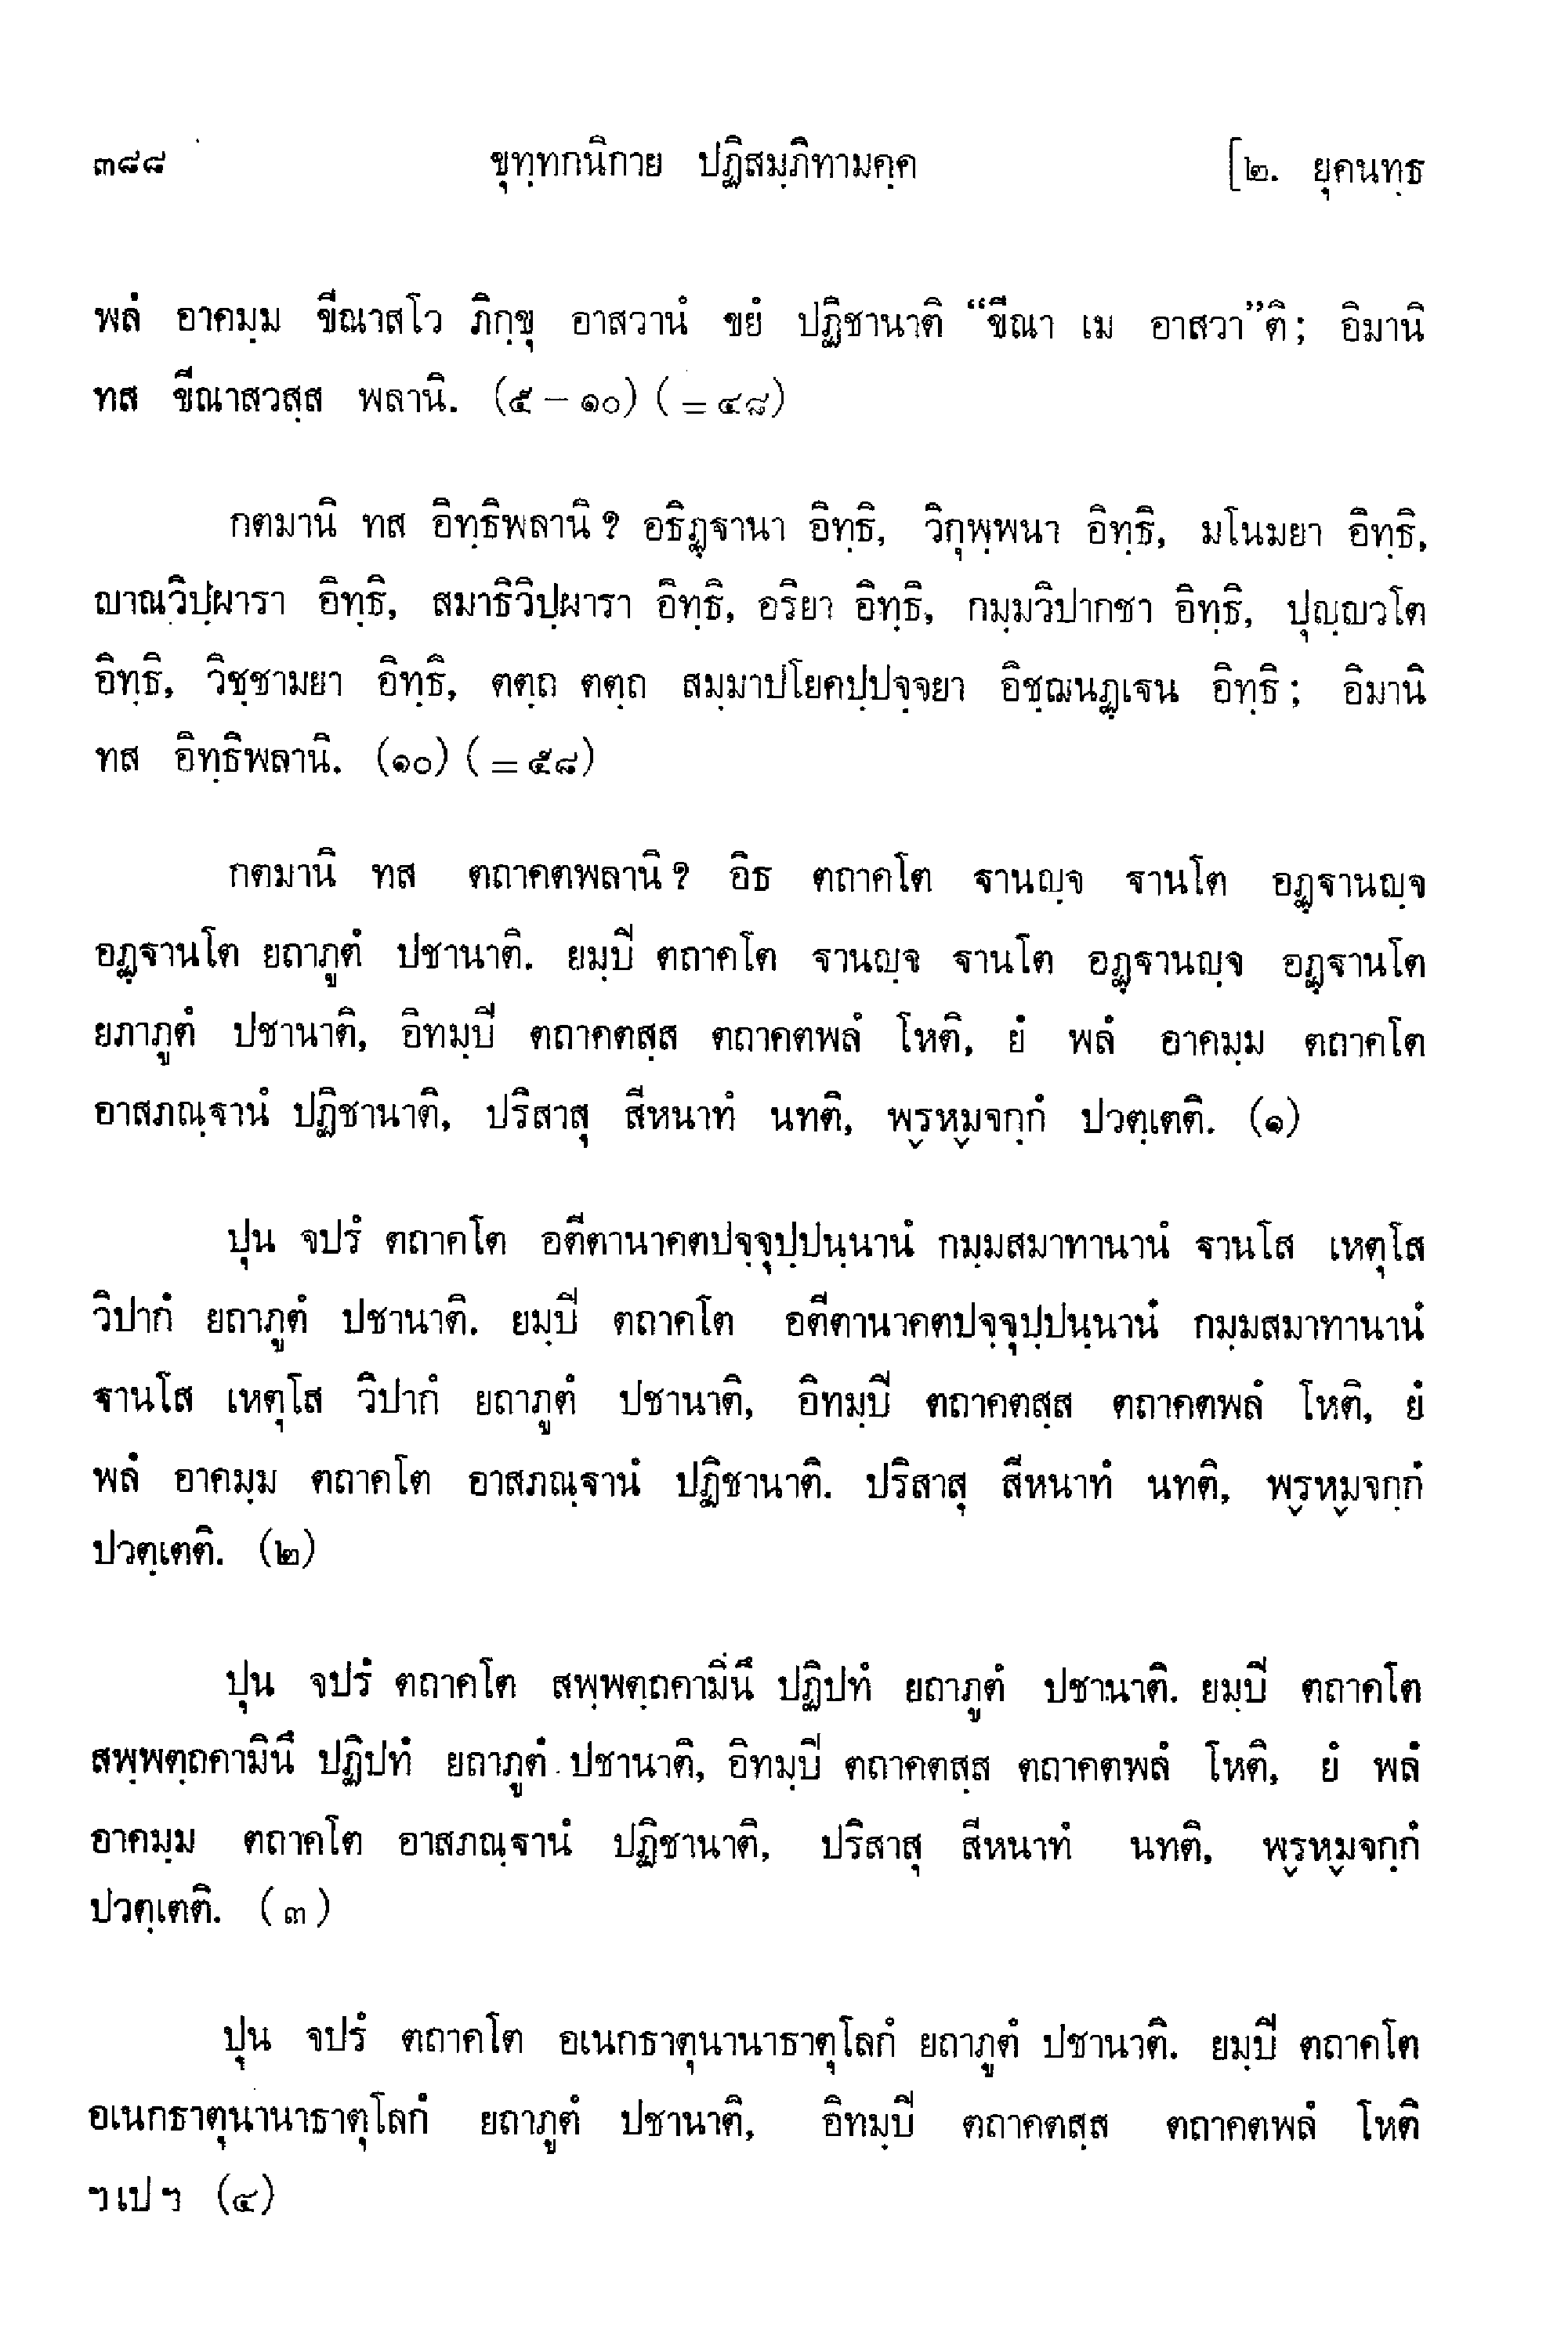 ๓๘๘ ขุทฺทกนิกาย ปฏิสมฺภิทามคฺค [๒. ยุคนทฺธ
พลํ อาคมฺม ขีณาสโว ภิกฺขุ อาสวานํ ขยํ ปฏิชานาติ “ขีณา เม อาสวา”ติ; อิมานิ
ทส ขีณาสวสฺส พลานิ. (๕ – ๑๐) ( = ๔๘)
กตมานิ ทส อิทฺธิพลานิ ? อธิฏฺฐานา อิทฺธิ, วิกุพฺพนา อิทฺธิ, มโนมยา อิทฺธิ,
ญาณวิปฺผารา อิทฺธิ, สมาธิวิปฺผารา อิทฺธิ, อริยา อิทฺธิ, กมฺมวิปากชา อิทฺธิ, ปุญฺญวโต
อิทฺธิ, วิชฺชามยา อิทฺธิ, ตตฺถ ตตฺถ สมฺมาปโยคปฺปจฺจยา อิชฺฌนฏฺเจน อิทฺธิ; อิมานิ
ทส อิทฺธิพลานิ. (๑๐) ( = ๕๘)
กตมานิ ทส ตถาคตพลานิ ? อิธ ตถาคโต ฐานญฺจ ฐานโต อฏฺฐานญฺจ
อฏฺฐานโต ยถาภูตํ ปชานาติ. ยมฺปิ ตถาคโต ฐานญฺจ ฐานโต อฏฺฐานญฺจ อฏฺฐานโต
ยภาภูตํ ปชานาติ, อิทมฺปิ ตถาคตสฺส ตถาคตพลํ โหติ, ยํ พลํ อาคมฺม ตถาคโต
อาสภณฺฐานํ ปฏิชานาติ, ปริสาสุ สีหนาทํ นทติ, พฺรหฺมจกฺกํ ปวตฺเตติ. (๑)
ปุน จปรํ ตถาคโต อตีตานาคตปจฺจุปฺปนฺนานํ กมฺมสมาทานานํ ฐานโส เหตุโส
วิปากํ ยถาภูตํ ปชานาติ. ยมฺปิ ตถาคโต อตีตานาคตปจฺจุปฺปนฺนานํ กมฺมสมาทานานํ
ฐานโส เหตุโส วิปากํ ยถาภูตํ ปชานาติ, อิทมฺปิ ตถาคตสฺส ตถาคตพลํ โหติ, ยํ
พลํ อาคมฺม ตถาคโต อาสภณฺฐานํ ปฏิชานาติ. ปริสาสุ สีหนาทํ นทติ, พฺรหฺมจกฺกํ
ปวตฺเตติ. (๒)
ปุน จปรํ ตถาคโต สพฺพตฺถคามินึ ปฏิปทํ ยถาภูตํ ปชานาติ. ยมฺปิ ตถาคโต
สพฺพตฺถคามินึ ปฏิปทํ ยถาภูตํ ปชานาติ, อิทมฺปิ ตถาคตสฺส ตถาคตพลํ โหติ, ยํ พลํ
อาคมฺม ตถาคโต อาสภณฺฐานํ ปฏิชานาติ, ปริสาสุ สีหนาทํ นทติ, พฺรหฺมจกฺกํ
ปวตฺเตติ. (๓)
ปุน จปรํ ตถาคโต อเนกธาตุนานาธาตุโลกํ ยถาภูตํ ปชานาติ. ยมฺปิ ตถาคโต
อเนกธาตุนานาธาตุโลกํ ยถาภูตํ ปชานาติ, อิทมฺปิ ตถาคตสฺส ตถาคตพลํ โหติ
ฯเปฯ (๔)